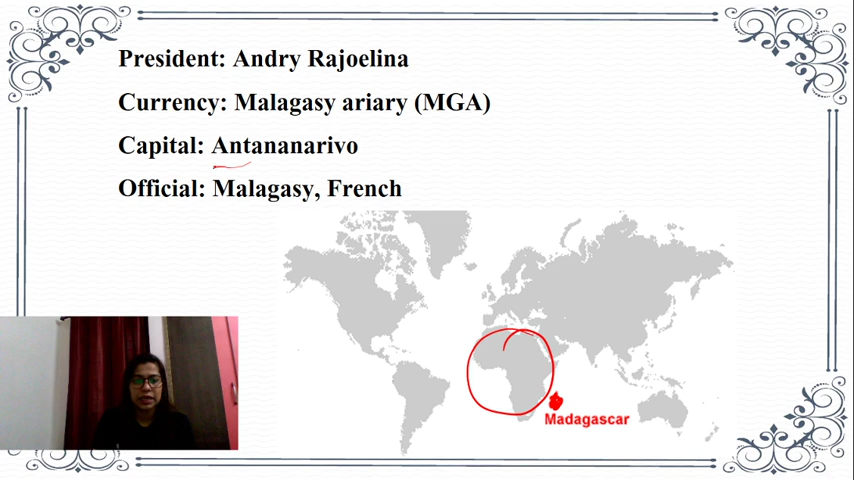 President: Andry Rajoelina
Currency: Malagasy ariary (MGA)
Capital: Antananarivo
Official: Malagasy, French
Madagascar